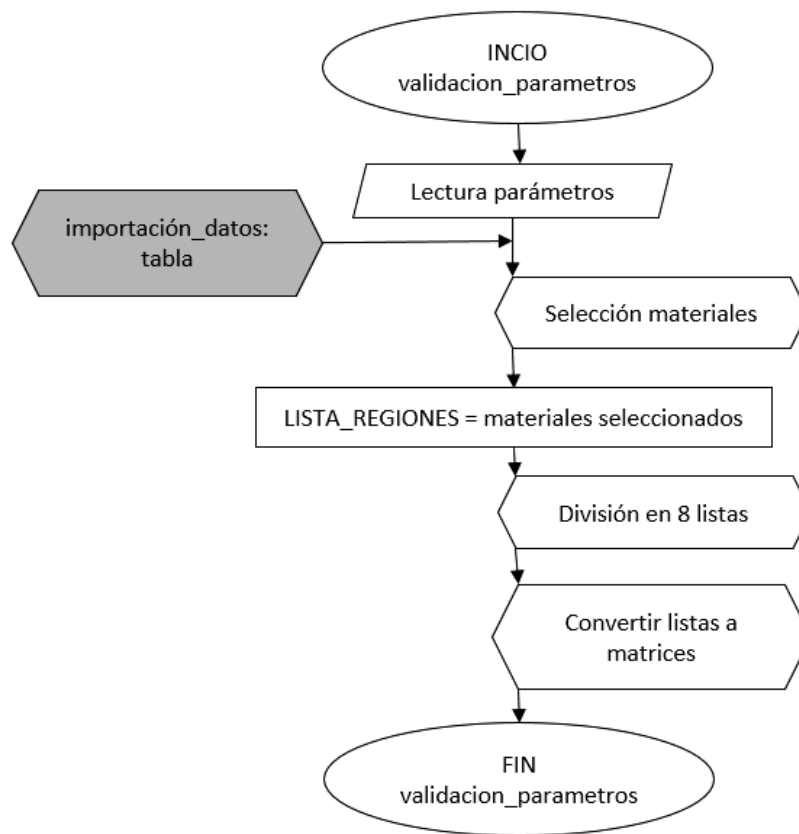 INCIO
validacion_parametros
Lectura parámetros
importación_datos:
tabla
Selección materiales
LISTA_REGIONES = materiales seleccionados
División en 8 listas
Convertir listas a
matrices
FIN
validacion_parametros